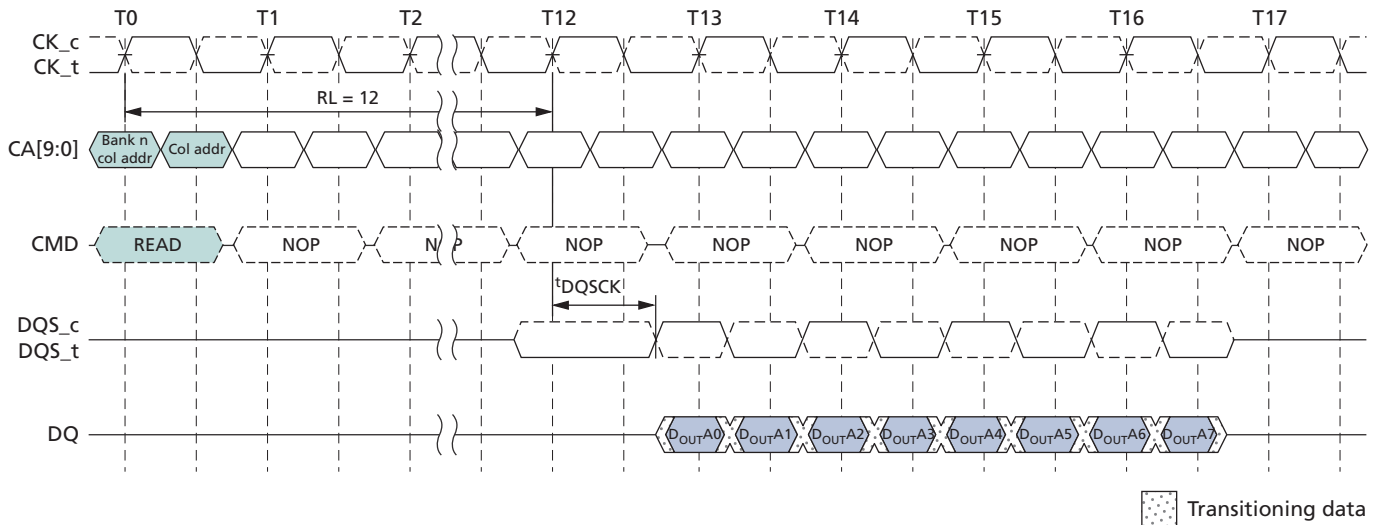 T0 T1 T2 T12 T13 T14 T15 T16 T17
CK_c
CK_t
RL = 12
CA[9:0] Bank n col addr Col addr
CMD READ NOP NOP NOP NOP NOP NOP NOP NOP
tDQSCK
DQS_c
DQS_t
DQ DOUTA0 DOUTA1 DOUTA2 DOUTA3 DOUTA4 DOUTA5 DOUTA6 DOUTA7
Transitioning data